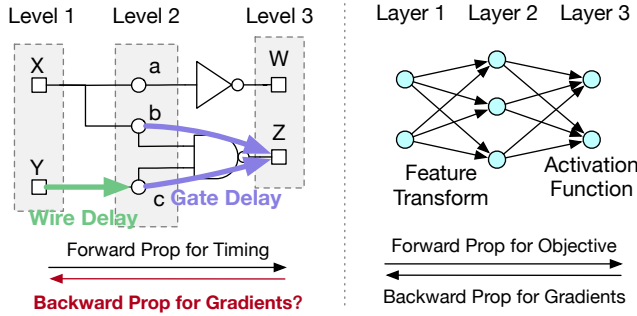 Level 1 Level 2 Level 3
X
a
W
b
Z
Y
c
Wire Delay
Gate Delay
Forward Prop for Timing
Backward Prop for Gradients?
Layer 1 Layer 2 Layer 3
Feature
Transform
Activation
Function
Forward Prop for Objective
Backward Prop for Gradients